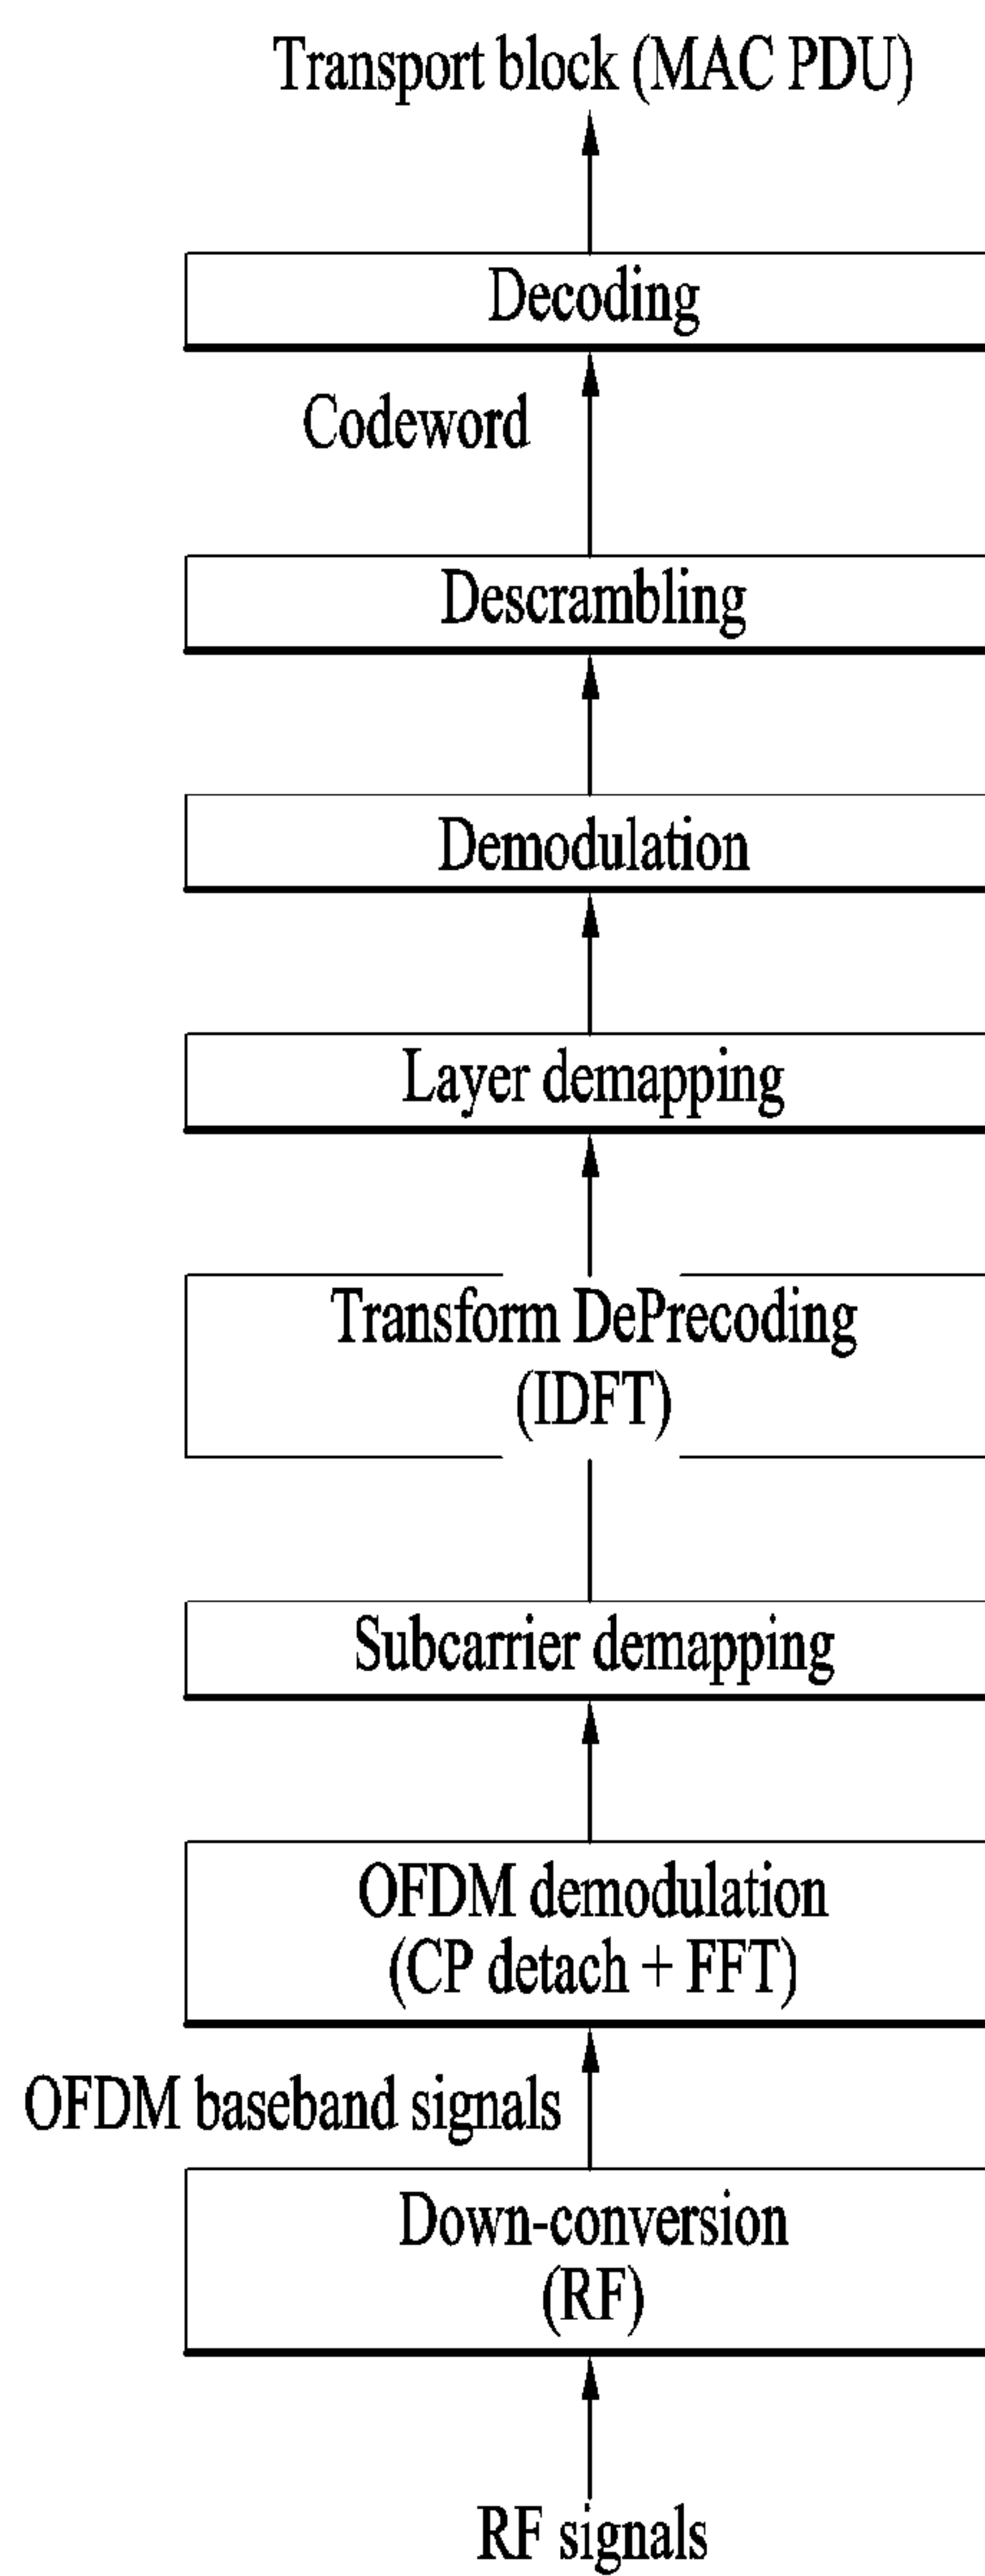 Transport block (MAC PDU)
Decoding
Codeword
Descrambling
Demodulation
Layer demapping
Transform DePrecoding
(IDFT)
Subcarrier demapping
OFDM demodulation
(CP detach + FFT)
OFDM baseband signals
Down-conversion
(RF)
RF signals